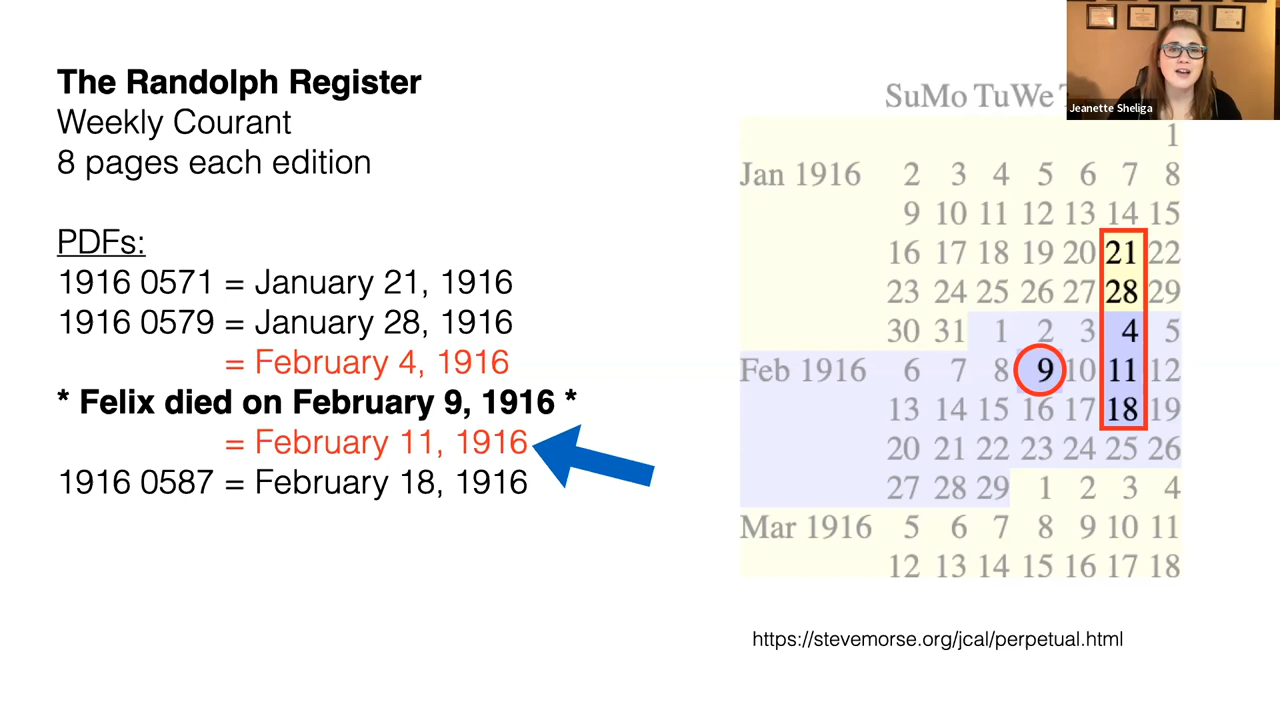 The Randolph Register
Weekly Courant
8 pages each edition
PDFs:
1916 0571 = January 21, 1916
1916 0579 = January 28, 1916
= February 4, 1916
* Felix died on February 9, 1916 *
= February 11, 1916
1916 0587 = February 18, 1916
Jeanette Sheliga
SuMo TuWe
1
Jan 1916 2 3 4 5 6 7 8
9 10 11 12 13 14 15
16 17 18 19 20 21 22
23 24 25 26 27 28 29
30 31 1 2 3 4 5
Feb 1916 6 7 8 9 10 11 12
13 14 15 16 17 18 19
20 21 22 23 24 25 26
27 28 29 1 2 3 4
Mar 1916 5 6 7 8 9 10 11
12 13 14 15 16 17 18
https://stevemorse.org/jcal/perpetual.html